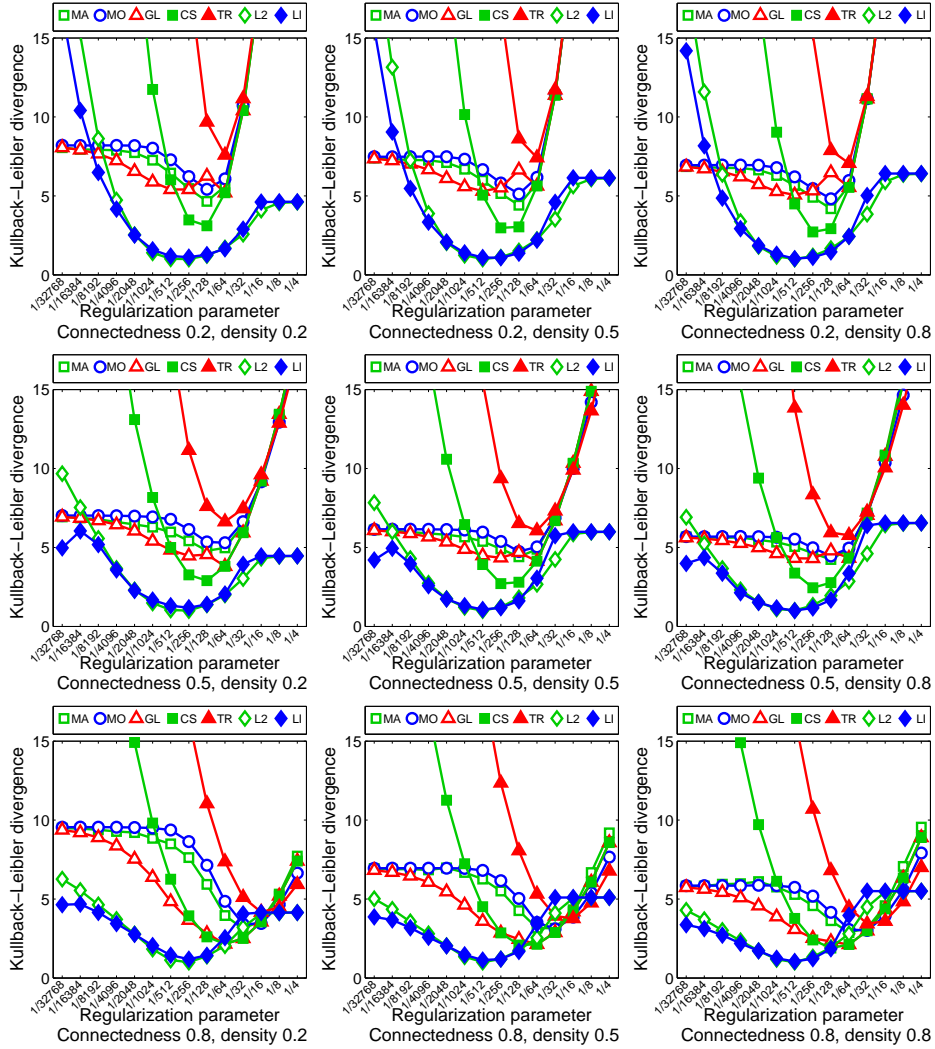 MA MO GL CS TR L2 LI
MA MO GL CS TR L2 LI
MA MO GL CS TR L2 LI
Kullback−Leibler divergence
15
10
5
0
1/32768 1/16384 1/8192 1/4096 1/2048 1/1024 1/512 1/256 1/128 1/64 1/32 1/16 1/8 1/4
Regularization parameter
Connectedness 0.2, density 0.2
Kullback−Leibler divergence
15
10
5
0
1/32768 1/16384 1/8192 1/4096 1/2048 1/1024 1/512 1/256 1/128 1/64 1/32 1/16 1/8 1/4
Regularization parameter
Connectedness 0.2, density 0.5
Kullback−Leibler divergence
15
10
5
0
1/32768 1/16384 1/8192 1/4096 1/2048 1/1024 1/512 1/256 1/128 1/64 1/32 1/16 1/8 1/4
Regularization parameter
Connectedness 0.2, density 0.8
MA MO GL CS TR L2 LI
MA MO GL CS TR L2 LI
MA MO GL CS TR L2 LI
Kullback−Leibler divergence
15
10
5
0
1/32768 1/16384 1/8192 1/4096 1/2048 1/1024 1/512 1/256 1/128 1/64 1/32 1/16 1/8 1/4
Regularization parameter
Connectedness 0.5, density 0.2
Kullback−Leibler divergence
15
10
5
0
1/32768 1/16384 1/8192 1/4096 1/2048 1/1024 1/512 1/256 1/128 1/64 1/32 1/16 1/8 1/4
Regularization parameter
Connectedness 0.5, density 0.5
Kullback−Leibler divergence
15
10
5
0
1/32768 1/16384 1/8192 1/4096 1/2048 1/1024 1/512 1/256 1/128 1/64 1/32 1/16 1/8 1/4
Regularization parameter
Connectedness 0.5, density 0.8
MA MO GL CS TR L2 LI
MA MO GL CS TR L2 LI
MA MO GL CS TR L2 LI
Kullback−Leibler divergence
15
10
5
0
1/32768 1/16384 1/8192 1/4096 1/2048 1/1024 1/512 1/256 1/128 1/64 1/32 1/16 1/8 1/4
Regularization parameter
Connectedness 0.8, density 0.2
Kullback−Leibler divergence
15
10
5
0
1/32768 1/16384 1/8192 1/4096 1/2048 1/1024 1/512 1/256 1/128 1/64 1/32 1/16 1/8 1/4
Regularization parameter
Connectedness 0.8, density 0.5
Kullback−Leibler divergence
15
10
5
0
1/32768 1/16384 1/8192 1/4096 1/2048 1/1024 1/512 1/256 1/128 1/64 1/32 1/16 1/8 1/4
Regularization parameter
Connectedness 0.8, density 0.8